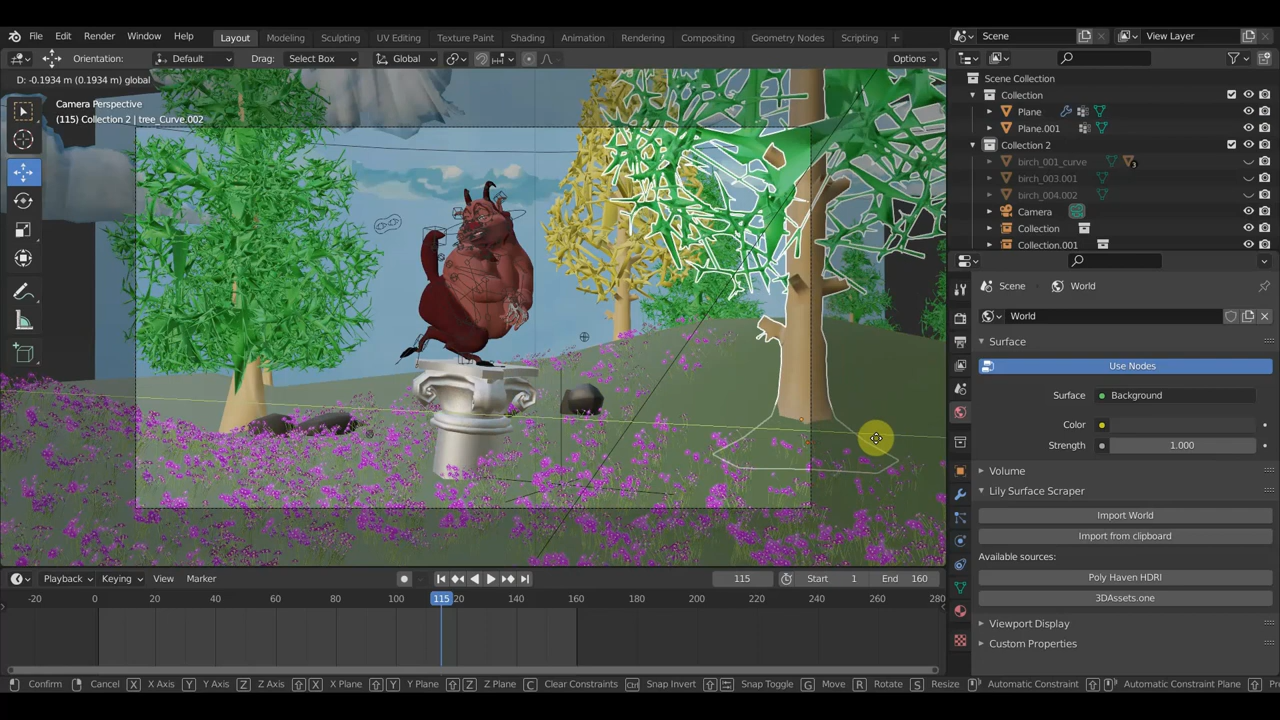 File Edit Render Window Help Layout Modeling Sculpting UV Editing Texture Paint Shading Animation Rendering Compositing Geometry Nodes Scripting + Scene View Layer
Orientation: Default Drag: Select Box Global Options
D: -0.1934 m (0.1934 m) global
Camera Perspective
(115) Collection 2 | tree_Curve.002
Scene Collection
Collection
Plane
Plane.001
Collection 2
birch_001_curve 3
birch_003.001
birch_004.002
Camera
Collection
Collection.001
Scene World
World
Surface
Use Nodes
Surface Background
Color
Strength 1.000
Volume
Lily Surface Scraper
Import World
Import from clipboard
Available sources:
Poly Haven HDRI
3DAssets.one
Viewport Display
Custom Properties
Playback Keying View Marker 115 Start 1 End 160
-20 0 20 40 60 80 100 115 20 140 160 180 200 220 240 260 280
Confirm Cancel X X Axis Y Y Axis Z Z Axis X X Plane Y Y Plane Z Z Plane C Clear Constraints Ctrl Snap Invert Snap Toggle G Move R Rotate S Resize Automatic Constraint Automatic Constraint Plane